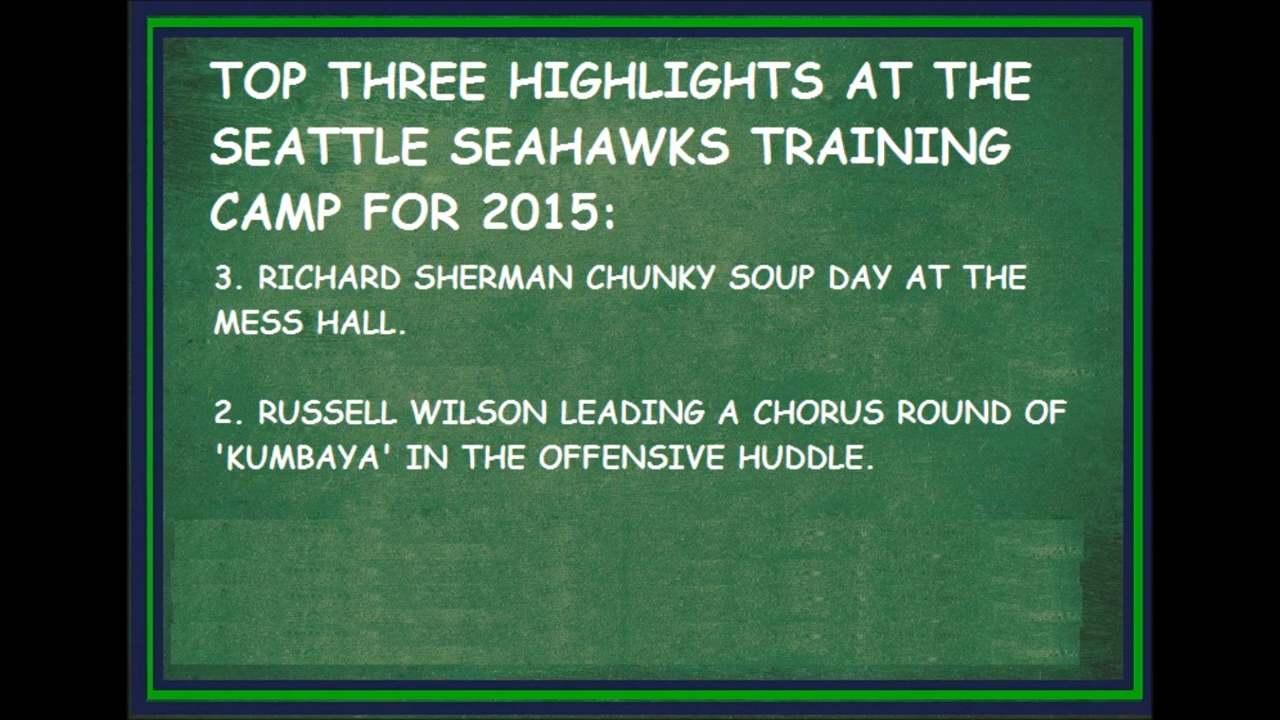 TOP THREE HIGHLIGHTS AT THE
SEATTLE SEAHAWKS TRAINING
CAMP FOR 2015:
3. RICHARD SHERMAN CHUNKY SOUP DAY AT THE
MESS HALL.
2. RUSSELL WILSON LEADING A CHORUS ROUND OF
'KUMBAYA' IN THE OFFENSIVE HUDDLE.